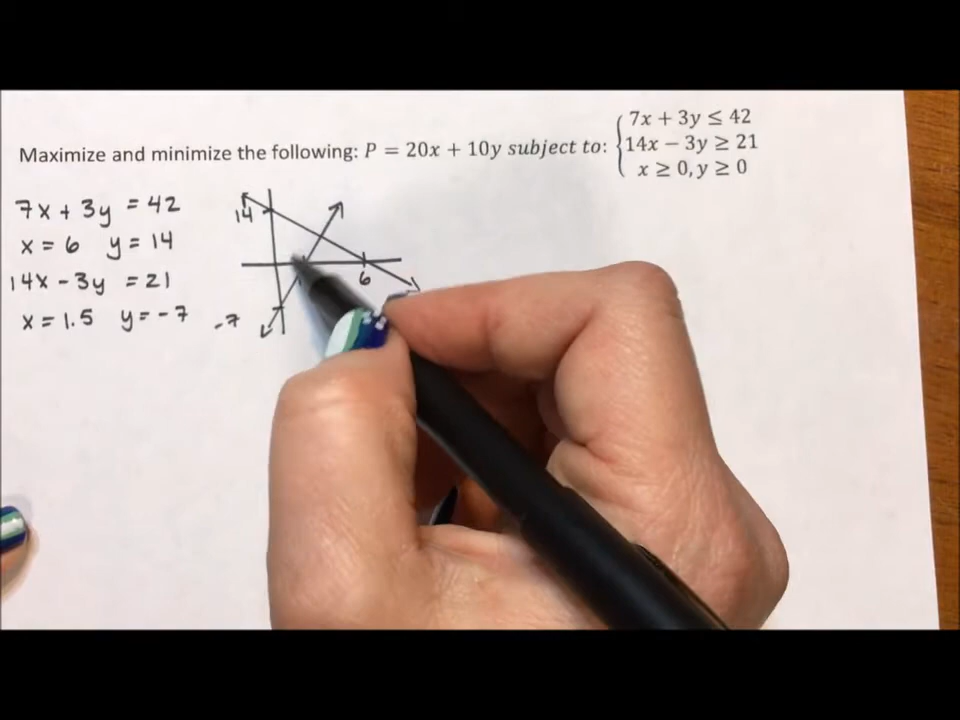 7x + 3y ≤ 42
Maximize and minimize the following: P = 20x + 10y subject to: 14x − 3y ≥ 21
x ≥ 0, y ≥ 0
7x + 3y = 42
x = 6 y = 14
14x - 3y = 21
x = 1.5 y = -7
14
6
-7